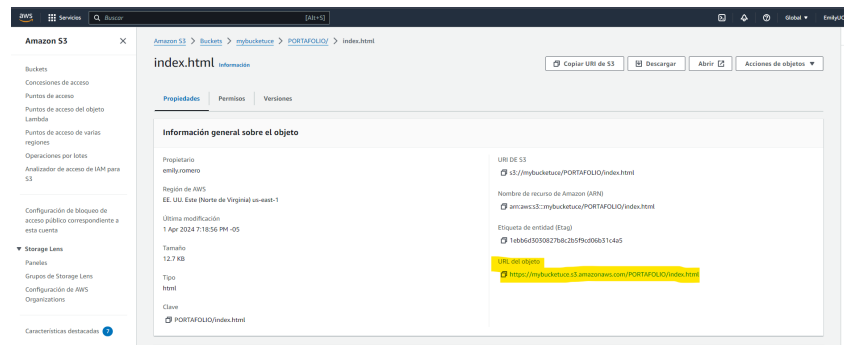 aws
Servicios
Buscar
[Alt+S]
Global
EmilyUC
Amazon S3
Buckets
Concesiones de acceso
Puntos de acceso
Puntos de acceso del objeto
Lambda
Puntos de acceso de varias
regiones
Operaciones por lotes
Analizador de acceso de IAM para
S3
Configuración de bloqueo de
acceso público correspondiente a
esta cuenta
Storage Lens
Paneles
Grupos de Storage Lens
Configuración de AWS
Organizations
Características destacadas 7
Amazon S3 > Buckets > mybucketuce > PORTAFOLIO/ > index.html
index.html Información
Copiar URI de S3
Descargar
Abrir
Acciones de objetos
Propiedades
Permisos
Versiones
Información general sobre el objeto
Propietario
emily.romero
Región de AWS
EE. UU. Este (Norte de Virginia) us-east-1
Última modificación
1 Apr 2024 7:18:56 PM -05
Tamaño
12.7 KB
Tipo
html
Clave
PORTAFOLIO/index.html
URI DE S3
s3://mybucketuce/PORTAFOLIO/index.html
Nombre de recurso de Amazon (ARN)
arn:aws:s3:::mybucketuce/PORTAFOLIO/index.html
Etiqueta de entidad (Etag)
1ebb6d3030827b8c2b5f9cd06b31c4a5
URL del objeto
https://mybucketuce.s3.amazonaws.com/PORTAFOLIO/index.html